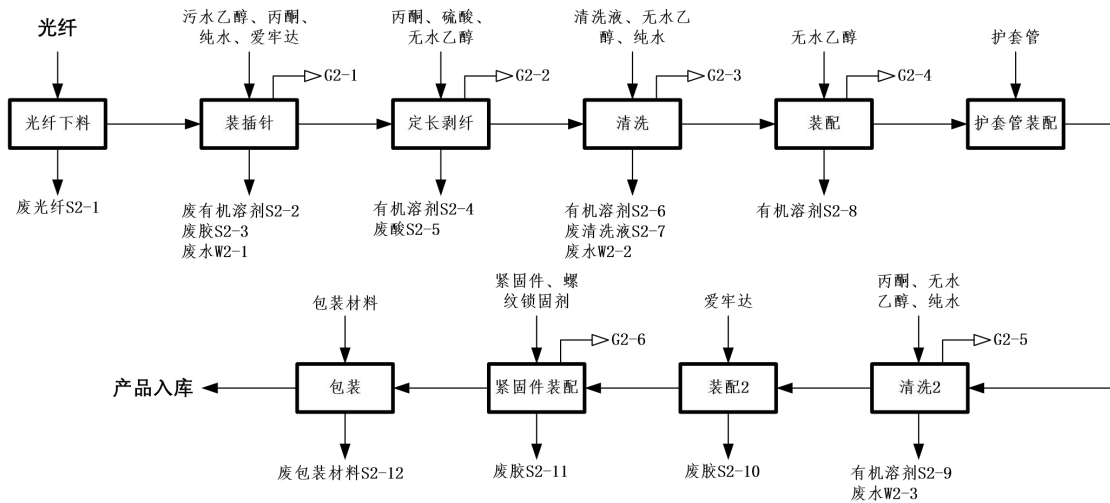 光纤
污水乙醇、丙酮、
纯水、爱牢达
丙酮、硫酸、
无水乙醇
清洗液、无水乙
醇、纯水
无水乙醇
护套管
G2-1
G2-2
G2-3
G2-4
光纤下料
装插针
定长剥纤
清洗
装配
护套管装配
废光纤S2-1
废有机溶剂S2-2
废胶S2-3
废水W2-1
有机溶剂S2-4
废酸S2-5
有机溶剂S2-6
废清洗液S2-7
废水W2-2
有机溶剂S2-8
包装材料
紧固件、螺
纹锁固剂
爱牢达
丙酮、无水
乙醇、纯水
G2-6
G2-5
产品入库
包装
紧固件装配
装配2
清洗2
废包装材料S2-12
废胶S2-11
废胶S2-10
有机溶剂S2-9
废水W2-3